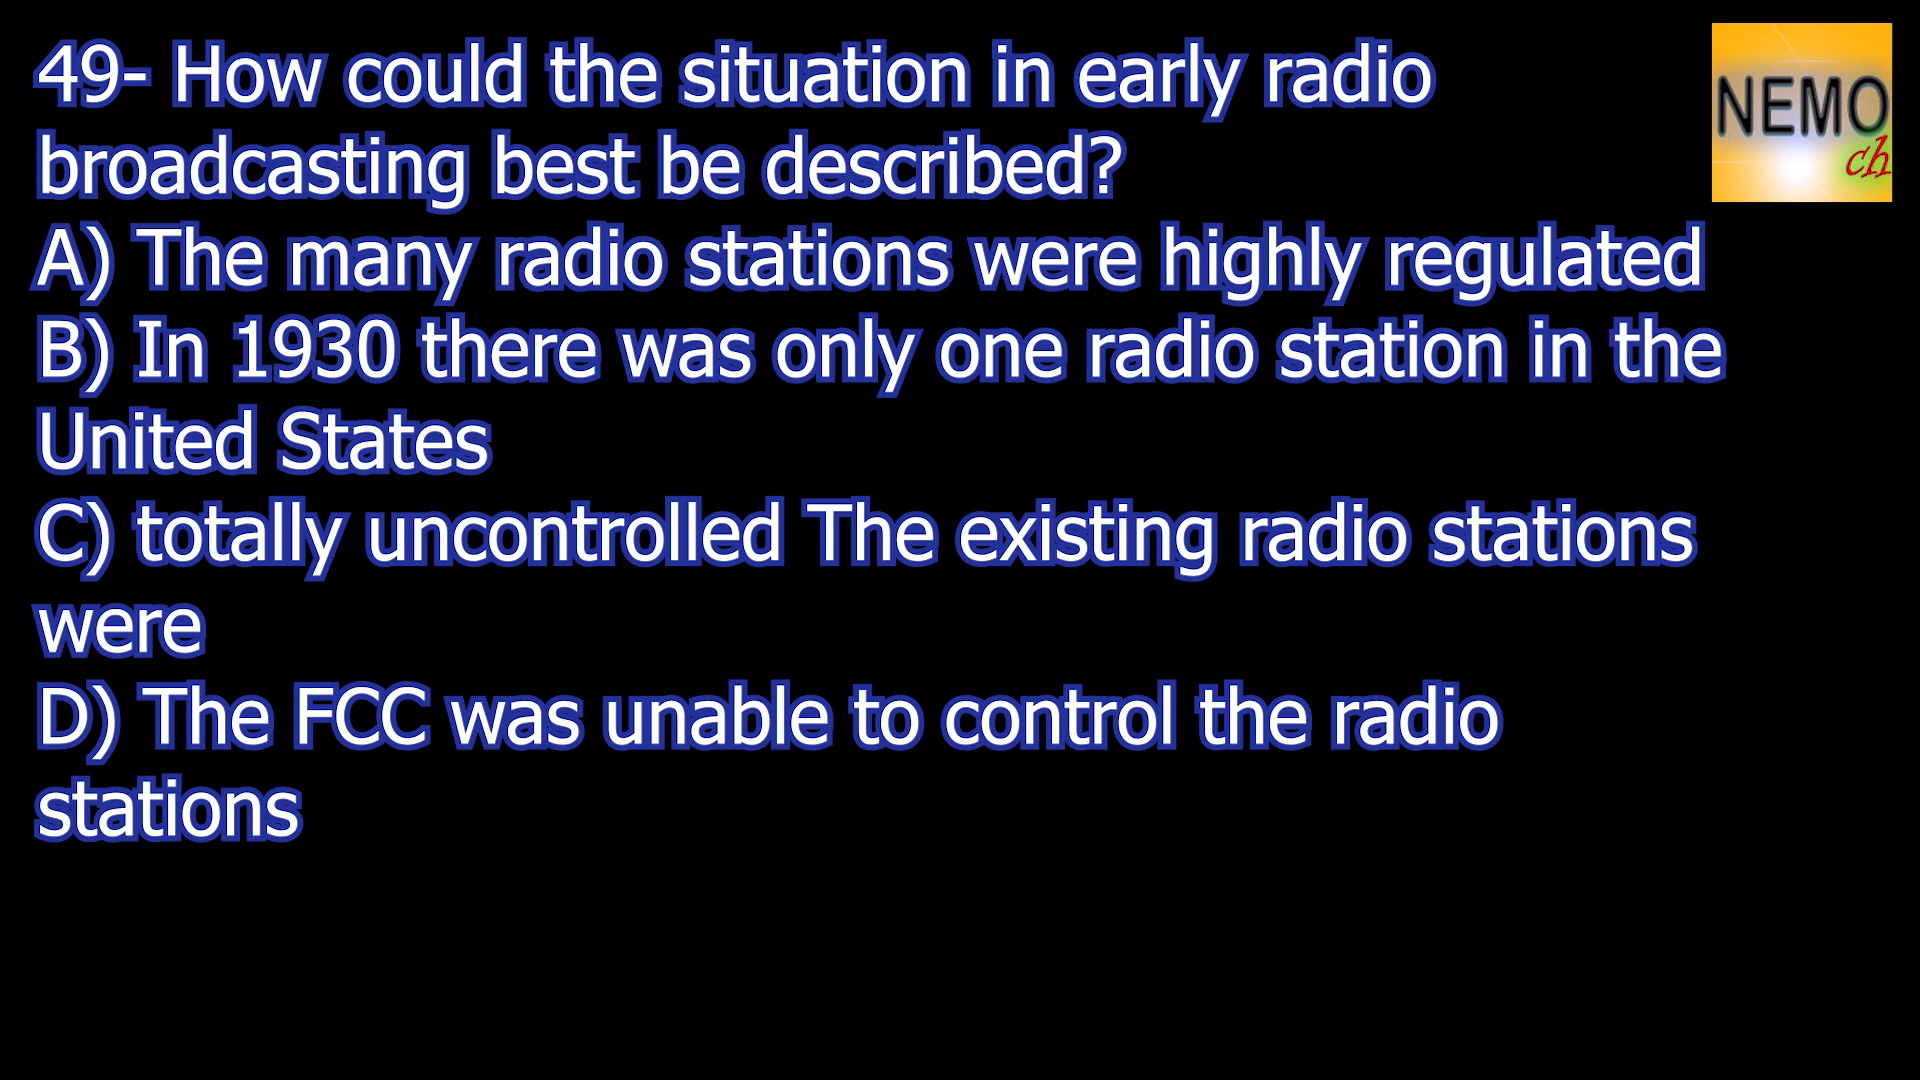 49- How could the situation in early radio
broadcasting best be described?
A) The many radio stations were highly regulated
B) In 1930 there was only one radio station in the
United States
C) totally uncontrolled The existing radio stations
were
D) The FCC was unable to control the radio
stations
NEMO
ch